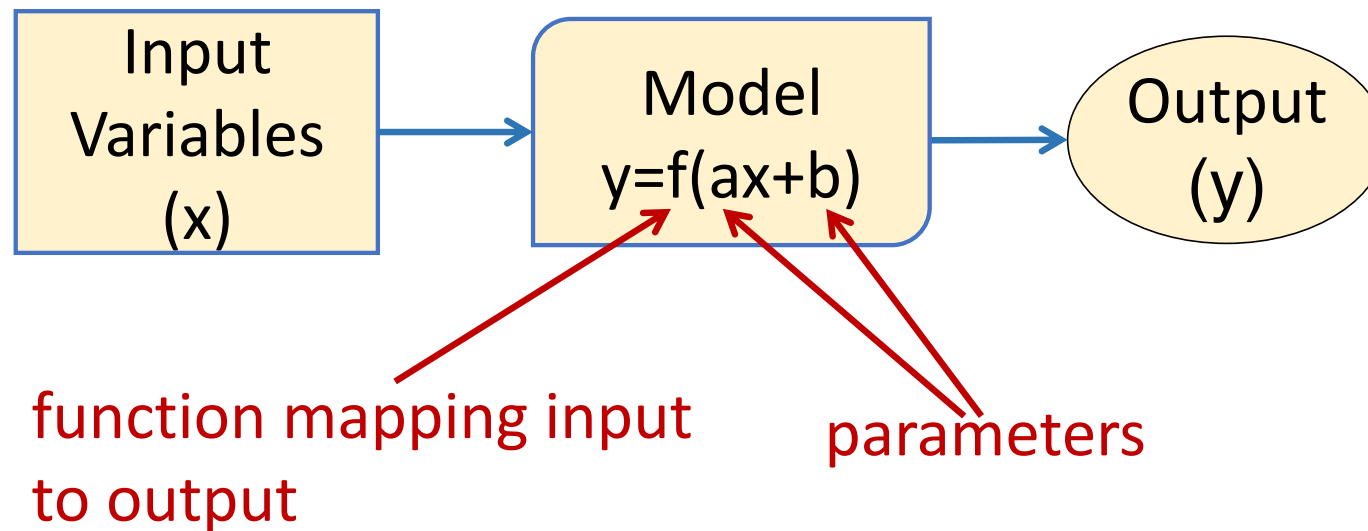 Input
Variables
(x)
Model
y=f(ax+b)
Output
(y)
function mapping input
to output
parameters